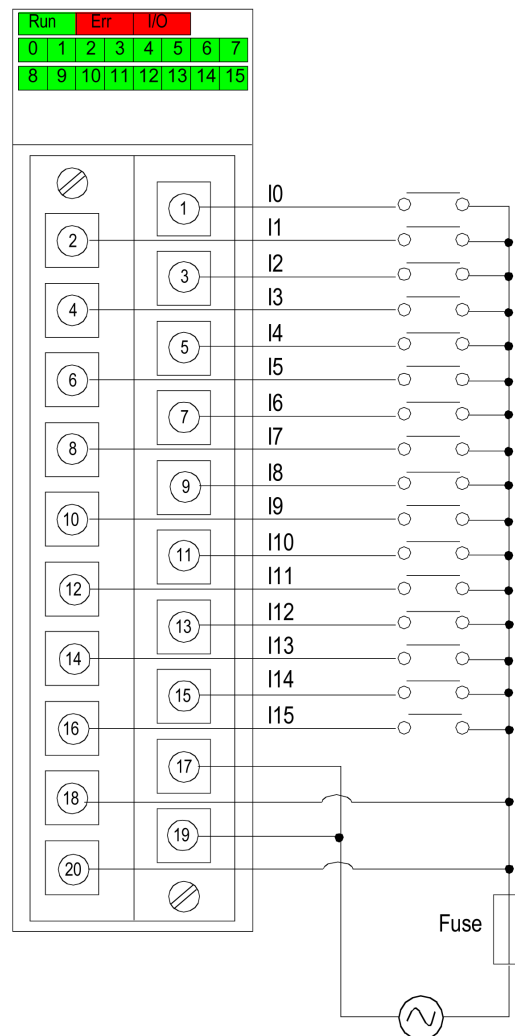 Run Err I/O
0 1 2 3 4 5 6 7
8 9 10 11 12 13 14 15
1 I0
2 I1
3 I2
4 I3
5 I4
6 I5
7 I6
8 I7
9 I8
10 I9
11 I10
12 I11
13 I12
14 I13
15 I14
16 I15
17
18
19
20
Fuse